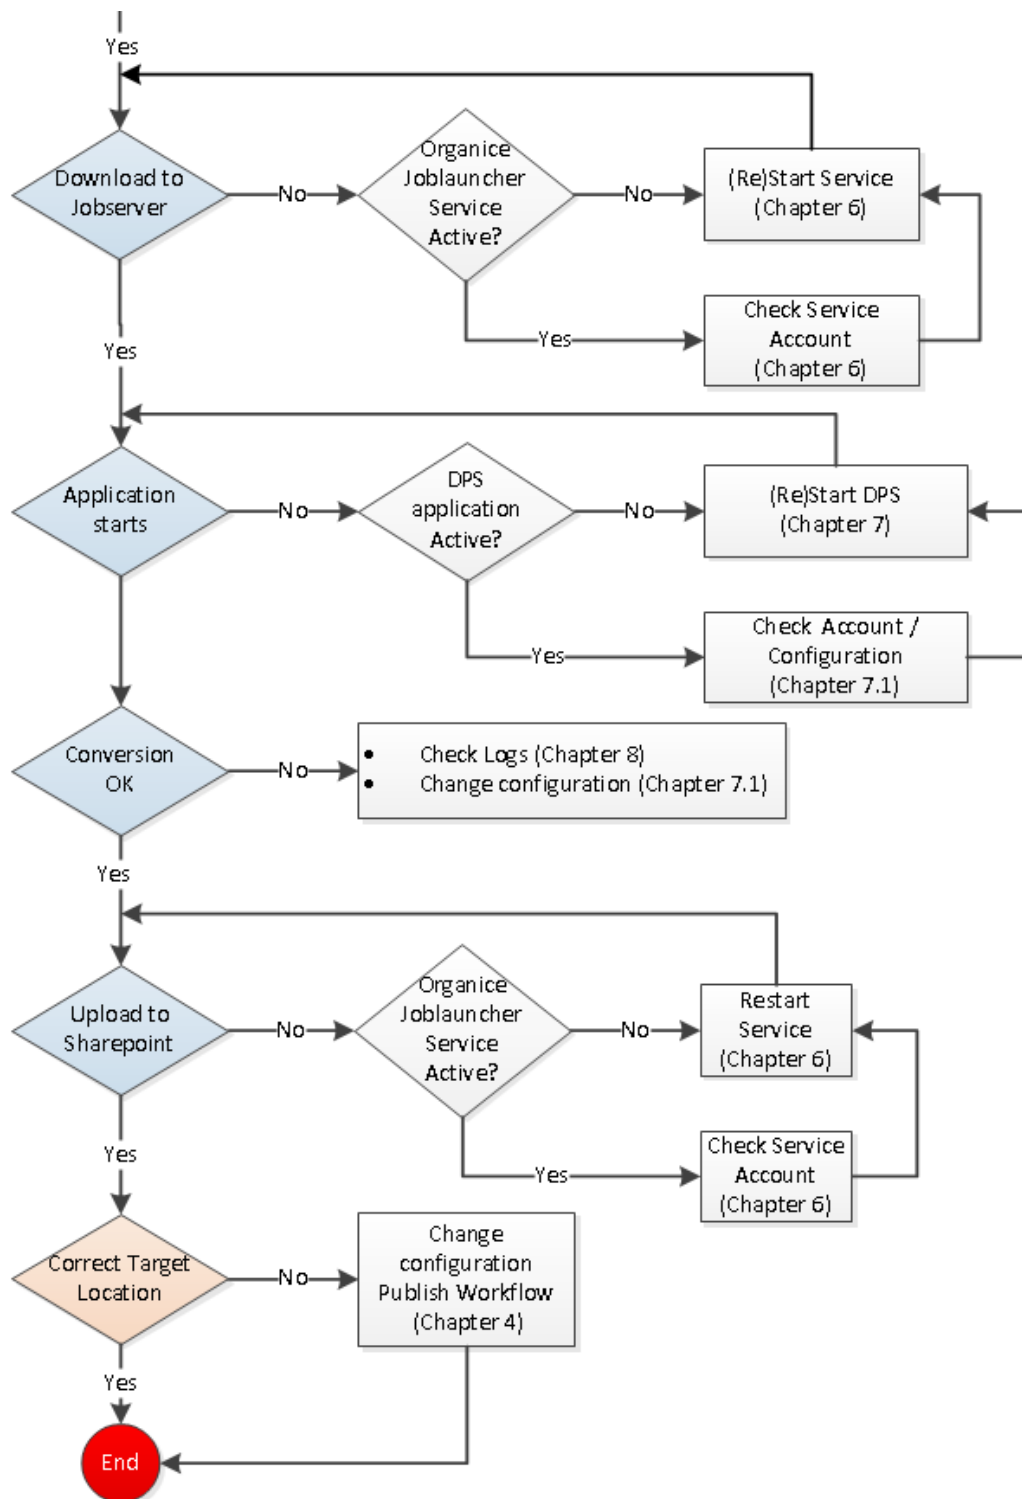 Yes
Download to
Jobserver
No
Organice
Joblauncher
Service
Active?
No
(Re)Start Service
(Chapter 6)
Yes
Check Service
Account
(Chapter 6)
Yes
Application
starts
No
DPS
application
Active?
No
(Re)Start DPS
(Chapter 7)
Yes
Check Account /
Configuration
(Chapter 7.1)
Conversion
OK
No
• Check Logs (Chapter 8)
• Change configuration (Chapter 7.1)
Yes
Upload to
Sharepoint
No
Organice
Joblauncher
Service
Active?
No
Restart
Service
(Chapter 6)
Yes
Check Service
Account
(Chapter 6)
Yes
Correct Target
Location
No
Change
configuration
Publish Workflow
(Chapter 4)
Yes
End